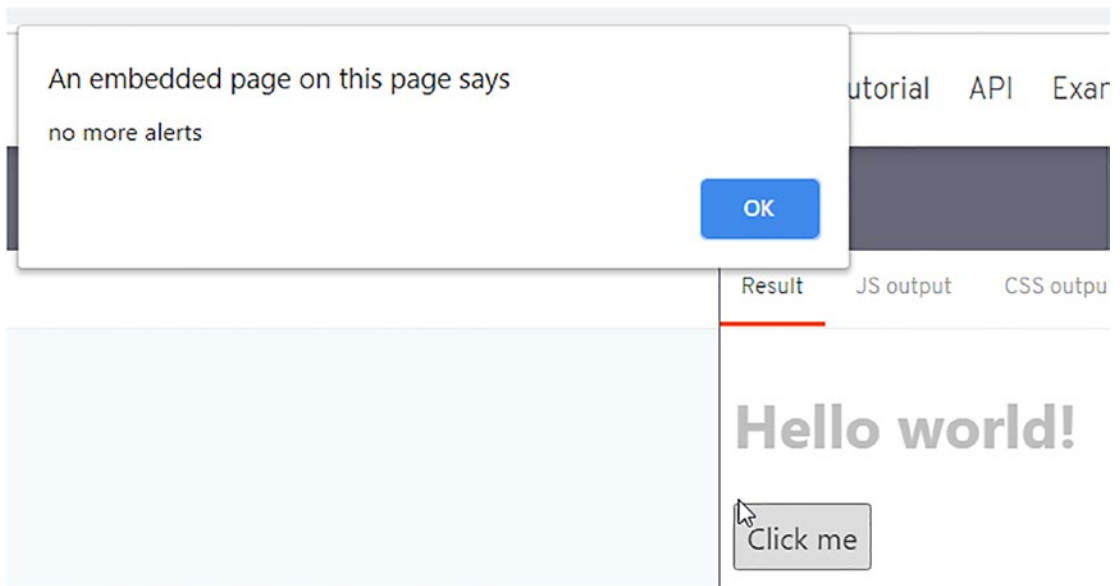 An embedded page on this page says
no more alerts
OK
utorial API Exar
Result JS output CSS outpu
Hello world!
Click me